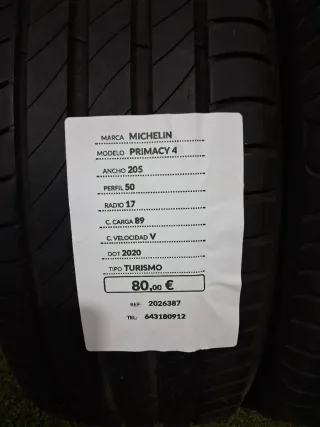 MARCA MICHELIN
MODELO PRIMACY 4
ANCHO 205
PERFIL 50
RADIO 17
C. CARGA 89
C. VELOCIDAD V
DOT 2020
TIPO TURISMO
80,00 €
REF: 2026387
TEL: 643180912